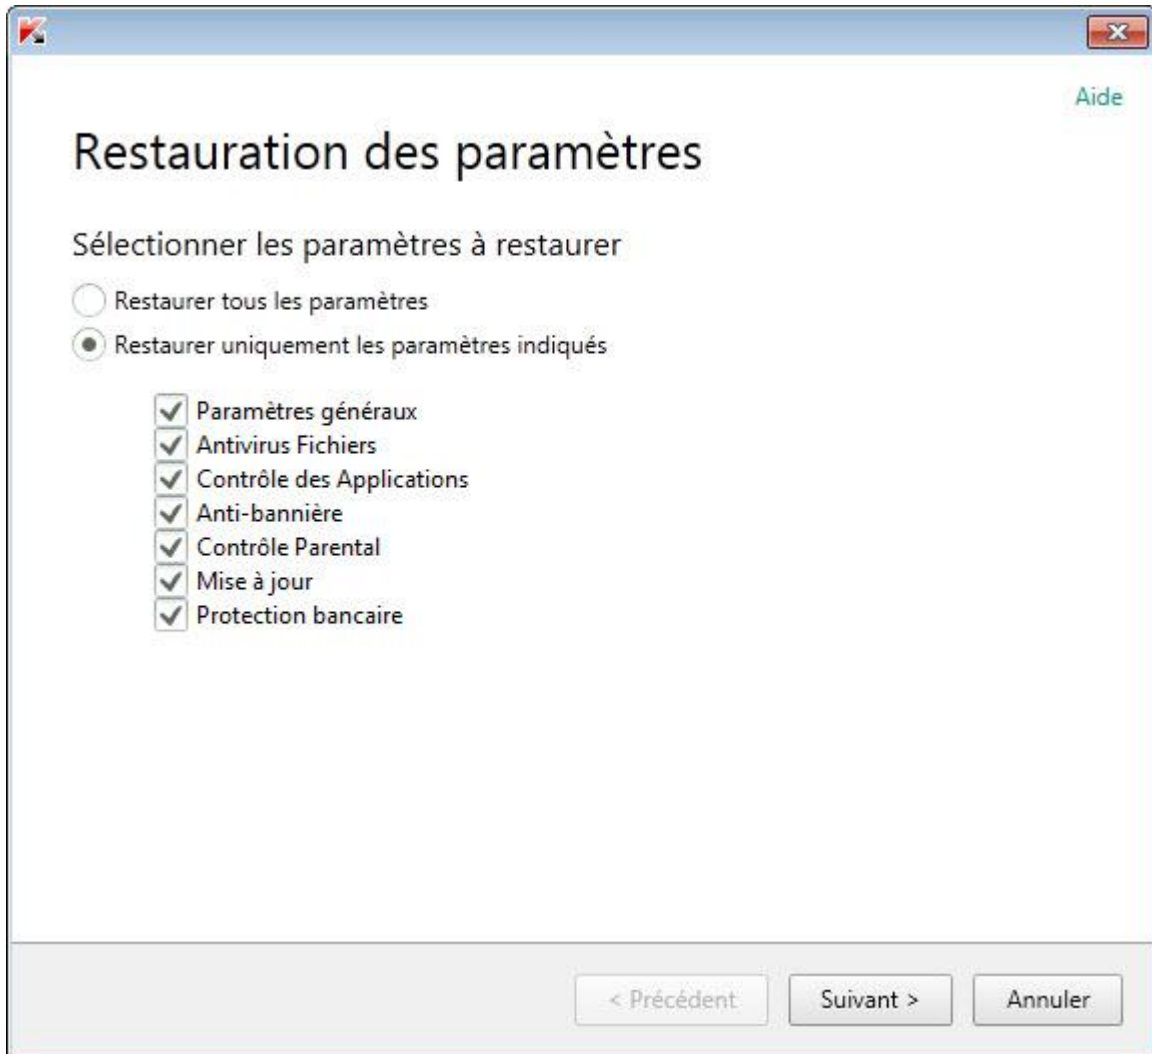 Aide
Restauration des paramètres
Sélectionner les paramètres à restaurer
Restaurer tous les paramètres
Restaurer uniquement les paramètres indiqués
Paramètres généraux
Antivirus Fichiers
Contrôle des Applications
Anti-bannière
Contrôle Parental
Mise à jour
Protection bancaire
< Précédent
Suivant >
Annuler